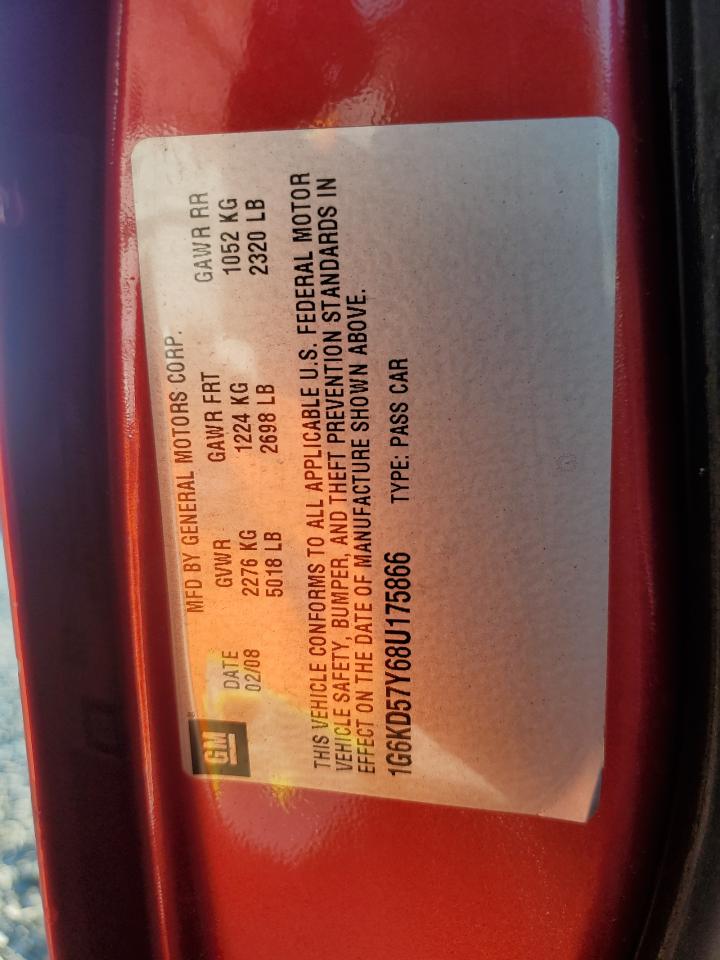 GM ®
MFD BY GENERAL MOTORS CORP.
DATE GVWR GAWR FRT GAWR RR
02/08 2276 KG 1224 KG 1052 KG
5018 LB 2698 LB 2320 LB
THIS VEHICLE CONFORMS TO ALL APPLICABLE U.S. FEDERAL MOTOR
VEHICLE SAFETY, BUMPER, AND THEFT PREVENTION STANDARDS IN
EFFECT ON THE DATE OF MANUFACTURE SHOWN ABOVE.
1G6KD57Y68U175866 TYPE: PASS CAR